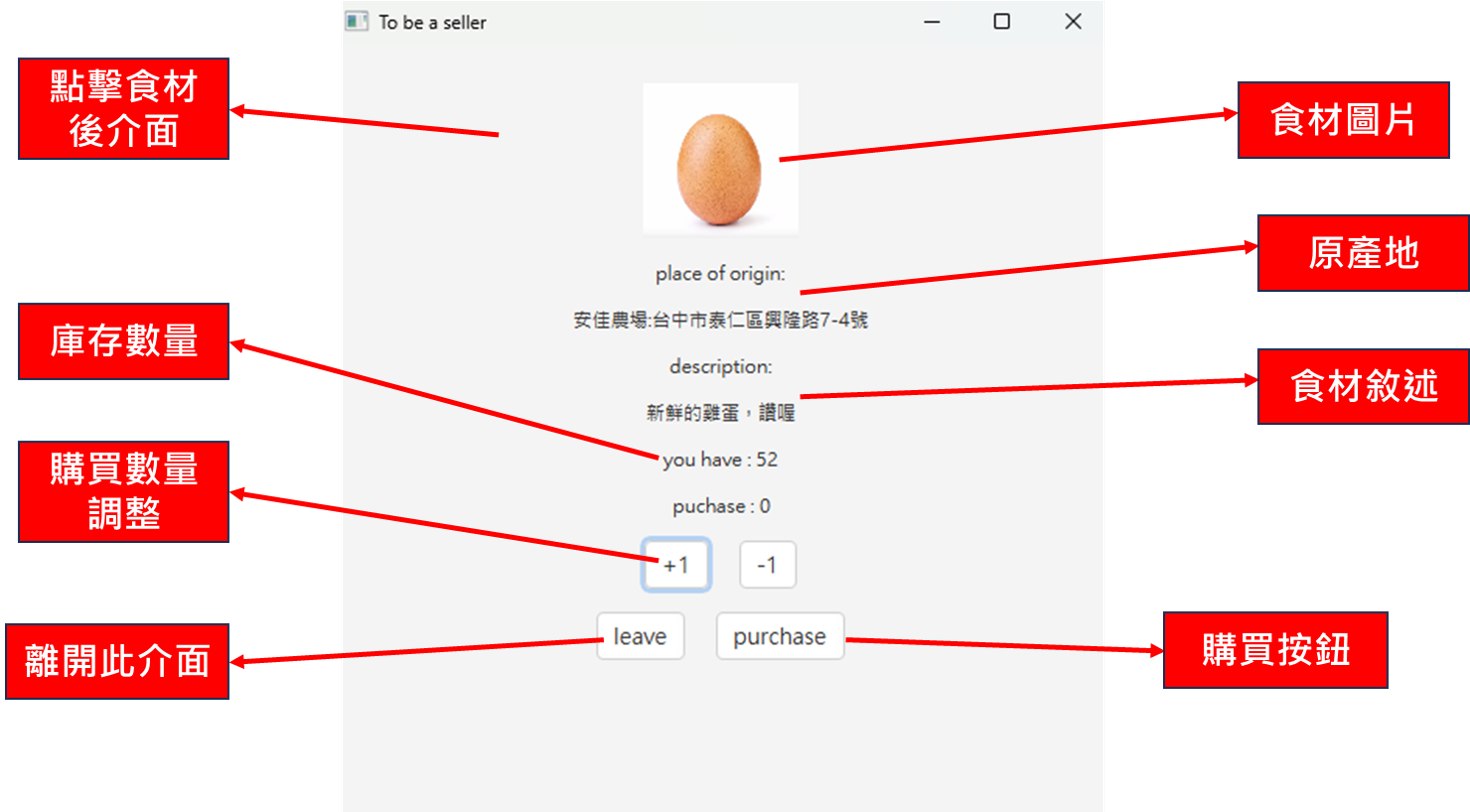 To be a seller
點擊食材
後介面
食材圖片
原產地
place of origin:
安佳農場:台中市泰仁區興隆路7-4號
庫存數量
description:
食材敘述
新鮮的雞蛋，讚喔
you have : 52
購買數量
調整
puchase : 0
+1
-1
離開此介面
leave
purchase
購買按鈕